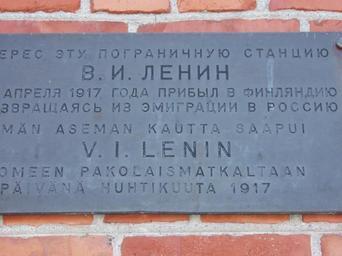 ЕРЕС ЭТУ ПОГРАНИЧНУЮ СТАНЦИЮ
В. И. ЛЕНИН
АПРЕЛЯ 1917 ГОДА ПРИБЫЛ В ФИНЛЯНДИЮ
ЗВРАЩАЯСЬ ИЗ ЭМИГРАЦИИ В РОССИЮ
MÄN ASEMAN KAUTTA SAAPUI
V. I. LENIN
OMEEN PAKOLAISMATKALTAAN
PÄIVÄNÄ HUHTIKUUTA 1917